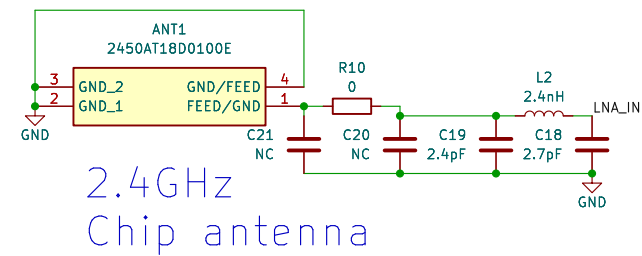 ANT1
2450AT18D0100E
3 GND_2 GND/FEED 4
2 GND_1 FEED/GND 1
GND
R10
0
C21
NC
C20
NC
C19
2.4pF
L2
2.4nH
C18
2.7pF
LNA_IN
GND
2.4GHz
Chip antenna